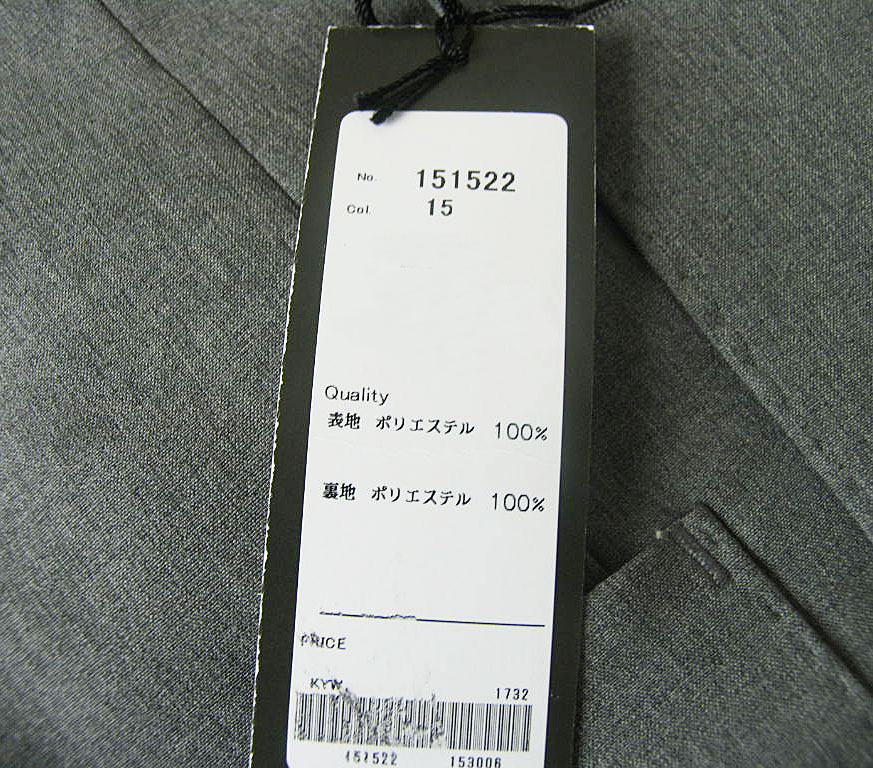 No. 151522
Col. 15
Quality
表地 ポリエステル 100%
裏地 ポリエステル 100%
PRICE
KYW 1732
151522 153006